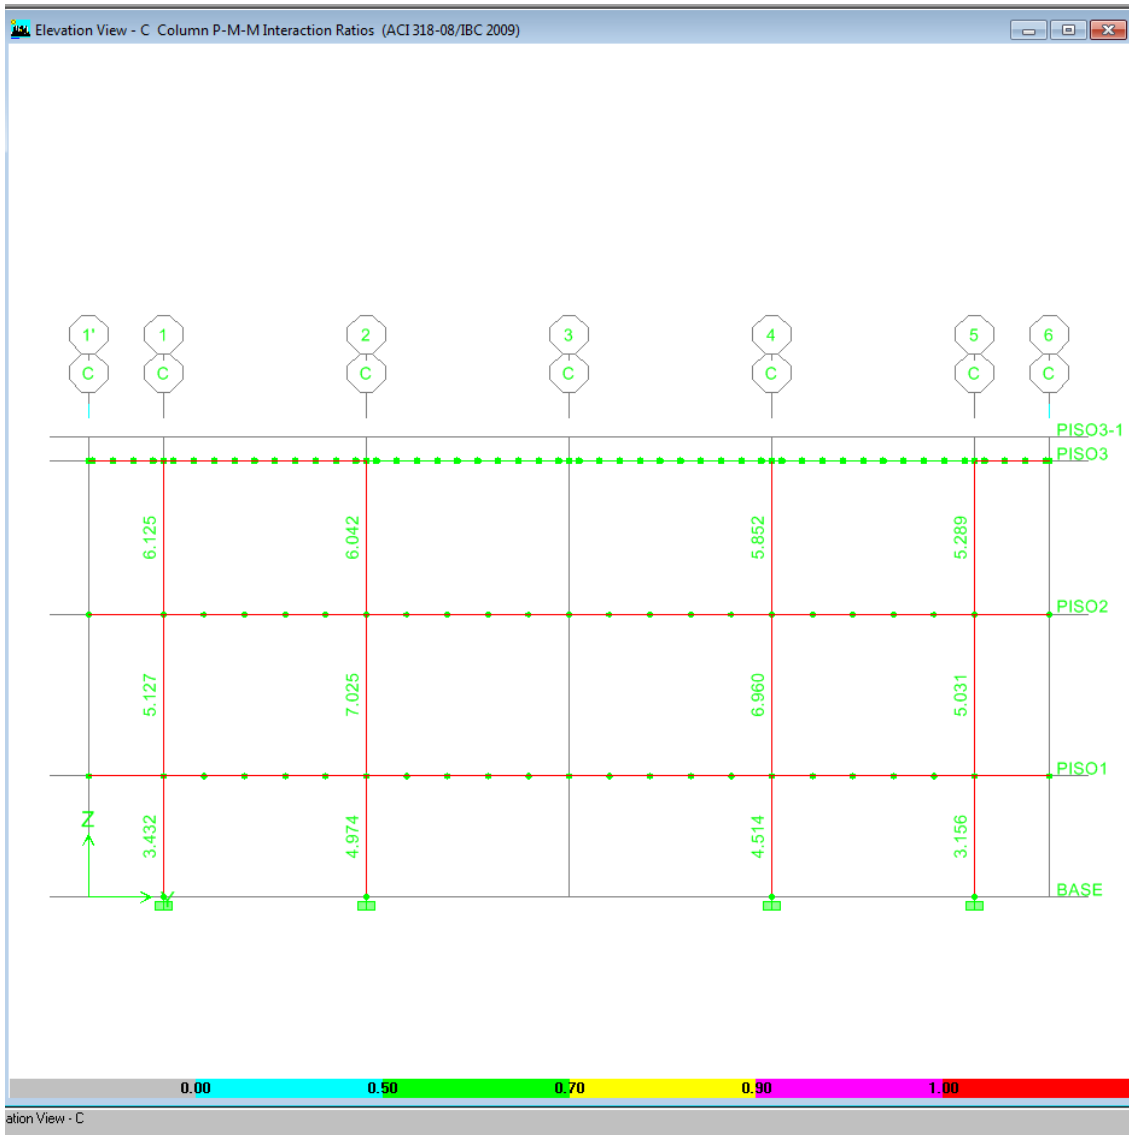 Elevation View - C Column P-M-M Interaction Ratios (ACI 318-08/IBC 2009)
1' 1 2 3 4 5 6
C C C C C C C
PISO3-1
PISO3
6.125 6.042 5.852 5.289
PISO2
5.127 7.025 6.960 5.031
PISO1
Z
3.432 4.974 4.514 3.156
Y
BASE
0.00 0.50 0.70 0.90 1.00
ation View - C